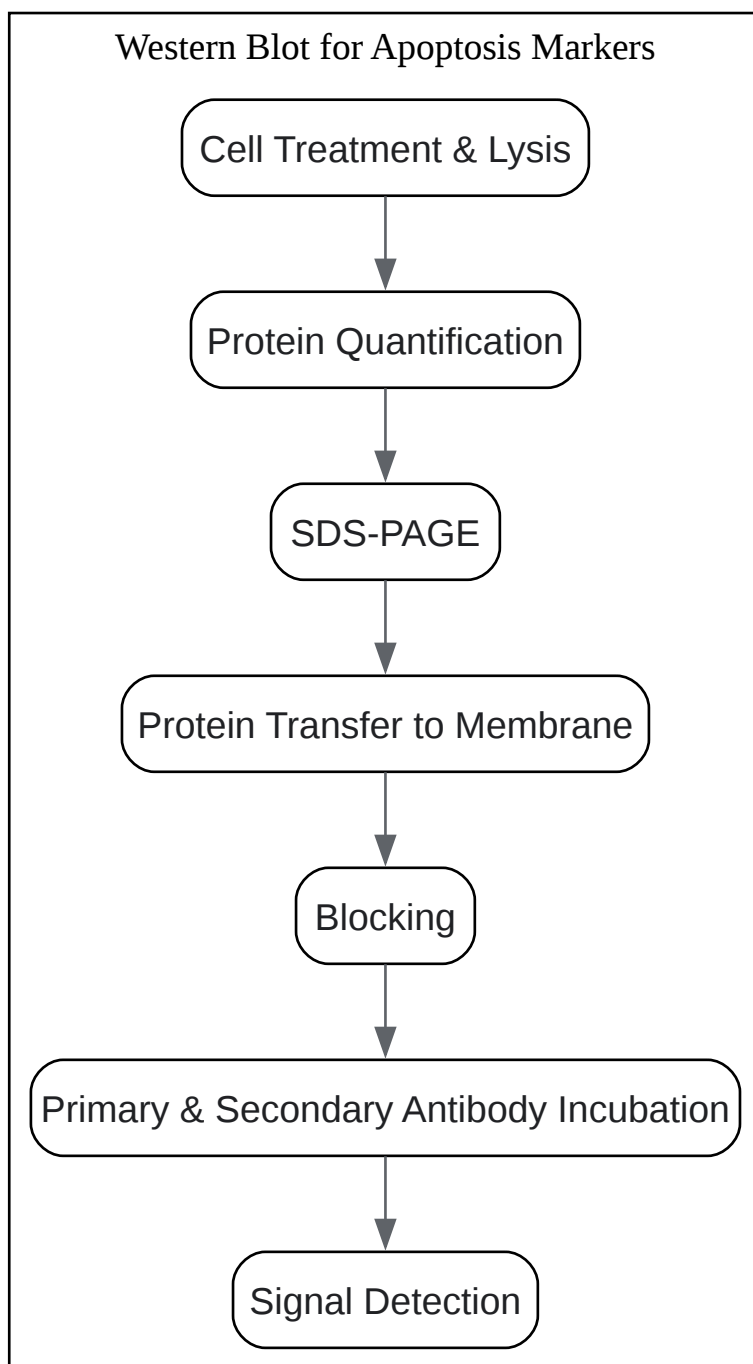 Western Blot for Apoptosis Markers
Cell Treatment & Lysis
Protein Quantification
SDS-PAGE
Protein Transfer to Membrane
Blocking
Primary & Secondary Antibody Incubation
Signal Detection